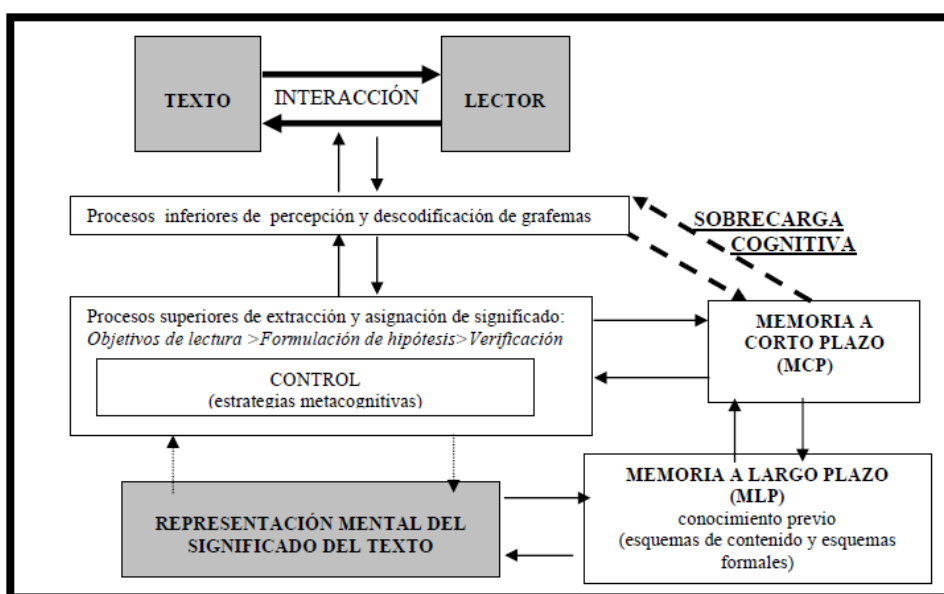 TEXTO
INTERACCIÓN
LECTOR
Procesos inferiores de percepción y descodificación de grafemas
SOBRECARGA
COGNITIVA
Procesos superiores de extracción y asignación de significado:
Objetivos de lectura >Formulación de hipótesis>Verificación
CONTROL
(estrategias metacognitivas)
MEMORIA A
CORTO PLAZO
(MCP)
REPRESENTACIÓN MENTAL DEL
SIGNIFICADO DEL TEXTO
MEMORIA A LARGO PLAZO
(MLP)
conocimiento previo
(esquemas de contenido y esquemas
formales)